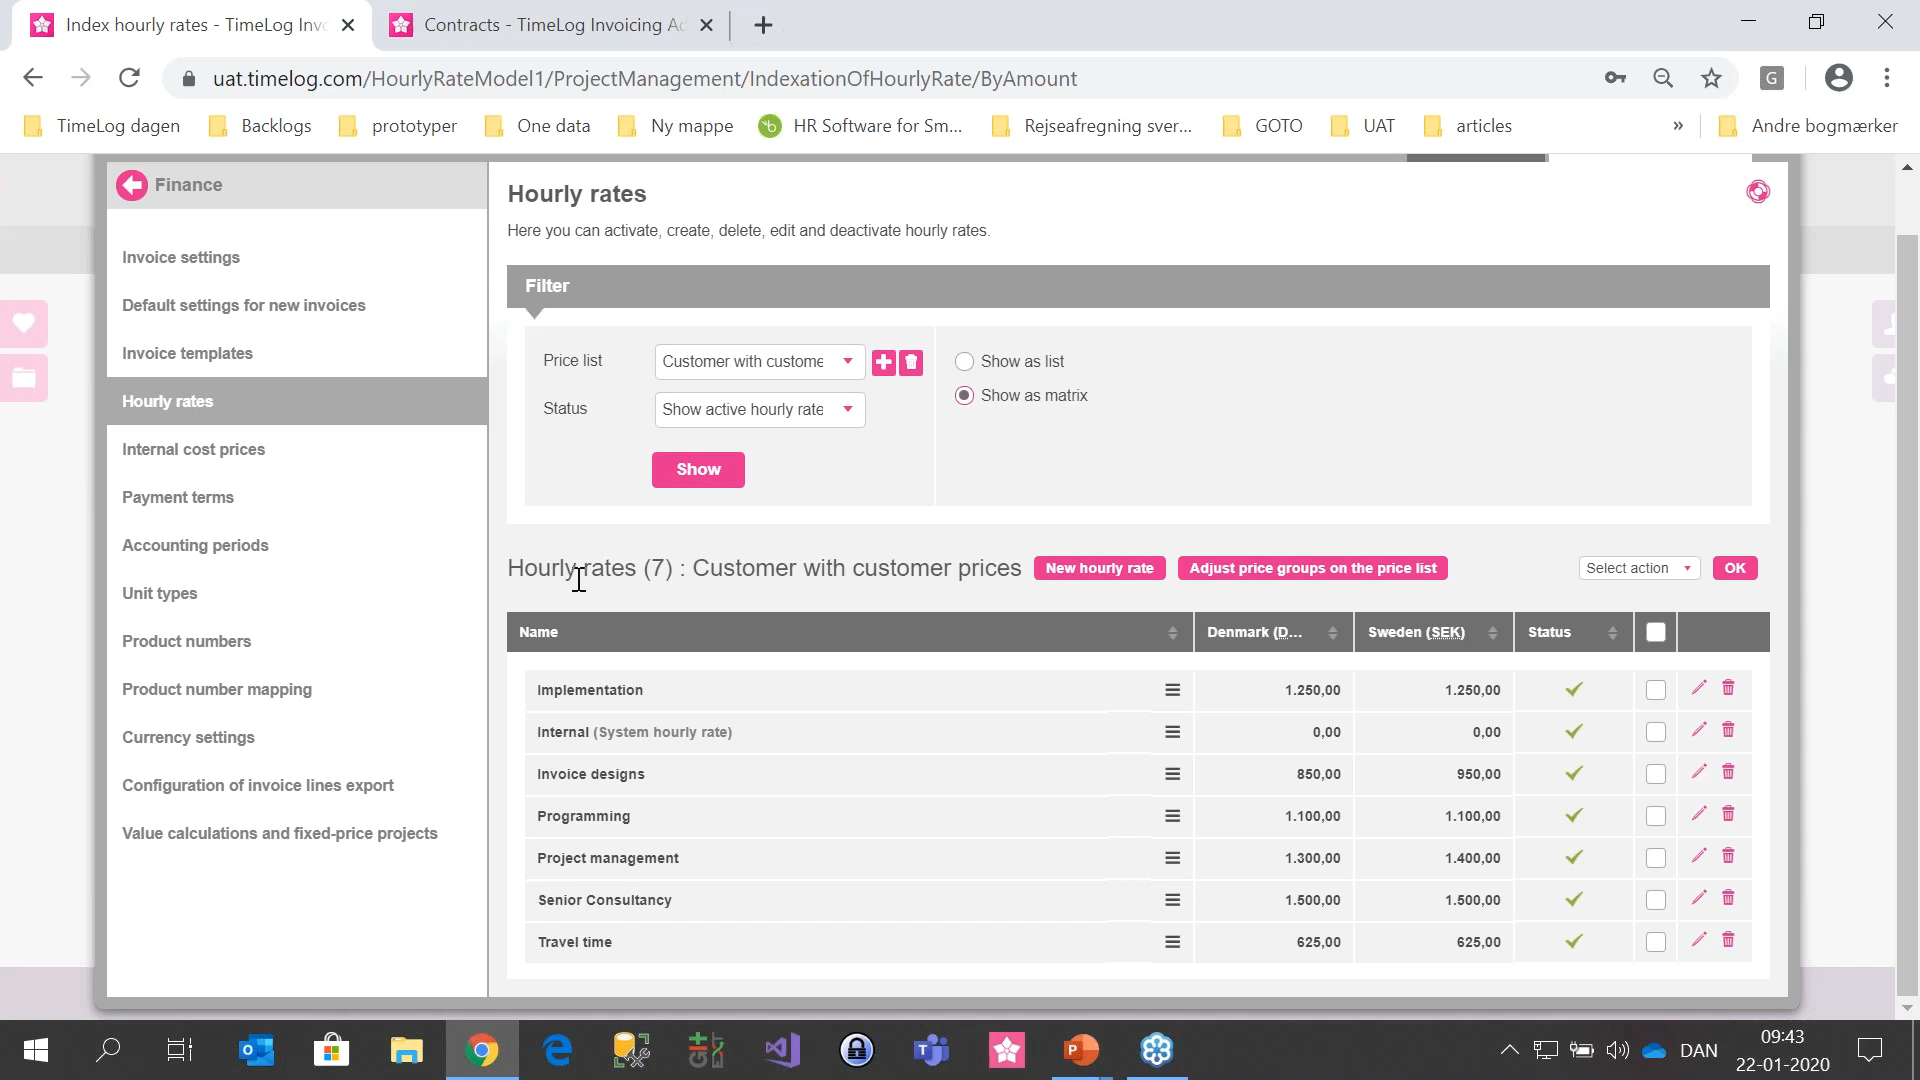 Index hourly rates - TimeLog Inv
Contracts - TimeLog Invoicing Ad
uat.timelog.com/HourlyRateModel1/ProjectManagement/IndexationOfHourlyRate/ByAmount
G
TimeLog dagen
Backlogs
prototyper
One data
Ny mappe
HR Software for Sm...
Rejseafregning sver...
GOTO
UAT
articles
»
Andre bogmærker
Finance
Invoice settings
Default settings for new invoices
Invoice templates
Hourly rates
Internal cost prices
Payment terms
Accounting periods
Unit types
Product numbers
Product number mapping
Currency settings
Configuration of invoice lines export
Value calculations and fixed-price projects
Hourly rates
Here you can activate, create, delete, edit and deactivate hourly rates.
Filter
Price list
Customer with custome
Show as list
Show as matrix
Status
Show active hourly rate
Show
Hourly rates (7) : Customer with customer prices
New hourly rate
Adjust price groups on the price list
Select action
OK
Name Denmark (D... Sweden (SEK) Status
Implementation 1.250,00 1.250,00
Internal (System hourly rate) 0,00 0,00
Invoice designs 850,00 950,00
Programming 1.100,00 1.100,00
Project management 1.300,00 1.400,00
Senior Consultancy 1.500,00 1.500,00
Travel time 625,00 625,00
DAN
09:43
22-01-2020